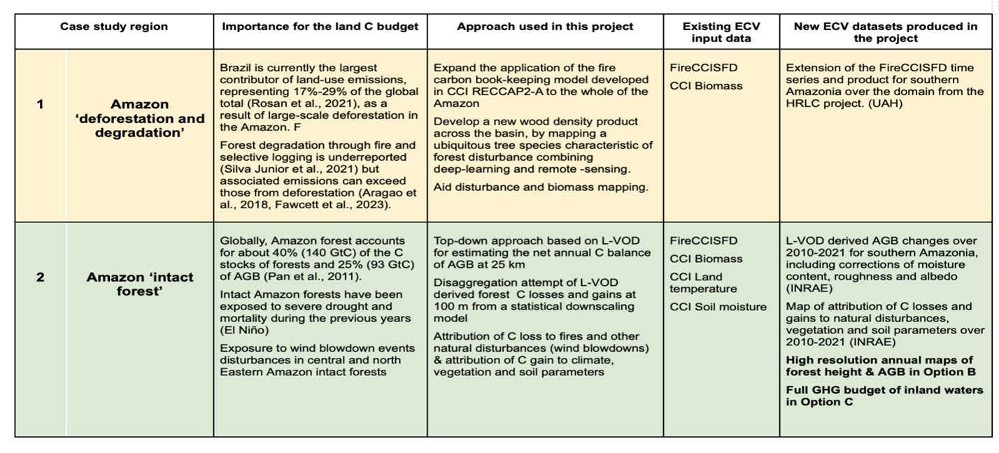 Case study region
Importance for the land C budget
Approach used in this project
Existing ECV
input data
New ECV datasets produced in
the project
1
Amazon
‘deforestation and
degradation’
Brazil is currently the largest
contributor of land-use emissions,
representing 17%-29% of the global
total (Rosan et al., 2021), as a
result of large-scale deforestation in
the Amazon. F
Forest degradation through fire and
selective logging is underreported
(Silva Junior et al., 2021) but
associated emissions can exceed
those from deforestation (Aragao et
al., 2018, Fawcett et al., 2023).
Expand the application of the fire
carbon book-keeping model developed
in CCI RECCAP2-A to the whole of the
Amazon
Develop a new wood density product
across the basin, by mapping a
ubiquitous tree species characteristic of
forest disturbance combining
deep-learning and remote -sensing.
Aid disturbance and biomass mapping.
FireCCISFD
CCI Biomass
Extension of the FireCCISFD time
series and product for southern
Amazonia over the domain from the
HRLC project. (UAH)
2
Amazon ‘intact
forest’
Globally, Amazon forest accounts
for about 40% (140 GtC) of the C
stocks of forests and 25% (93 GtC)
of AGB (Pan et al., 2011).
Intact Amazon forests have been
exposed to severe drought and
mortality during the previous years
(El Niño)
Exposure to wind blowdown events
disturbances in central and north
Eastern Amazon intact forests
Top-down approach based on L-VOD
for estimating the net annual C balance
of AGB at 25 km
Disaggregation attempt of L-VOD
derived forest C losses and gains at
100 m from a statistical downscaling
model
Attribution of C loss to fires and other
natural disturbances (wind blowdowns)
& attribution of C gain to climate,
vegetation and soil parameters
FireCCISFD
CCI Biomass
CCI Land
temperature
CCI Soil moisture
L-VOD derived AGB changes over
2010-2021 for southern Amazonia,
including corrections of moisture
content, roughness and albedo
(INRAE)
Map of attribution of C losses and
gains to natural disturbances,
vegetation and soil parameters over
2010-2021 (INRAE)
High resolution annual maps of
forest height & AGB in Option B
Full GHG budget of inland waters
in Option C